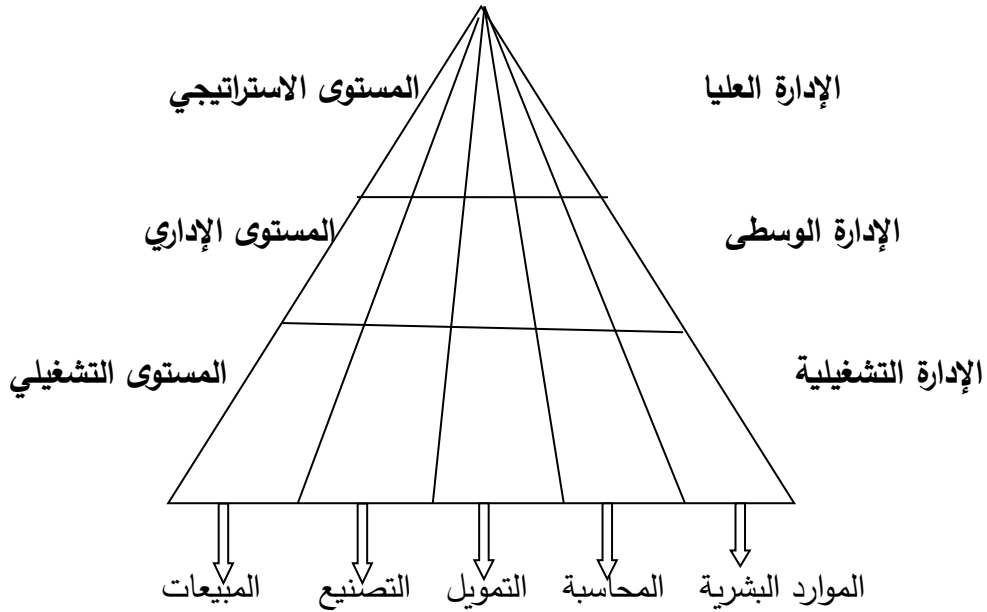 الإدارة العليا
المستوى الاستراتيجي
الإدارة الوسطى
المستوى الإداري
الإدارة التشغيلية
المستوى التشغيلي
الموارد البشرية
المحاسبة
التمويل
التصنيع
المبيعات